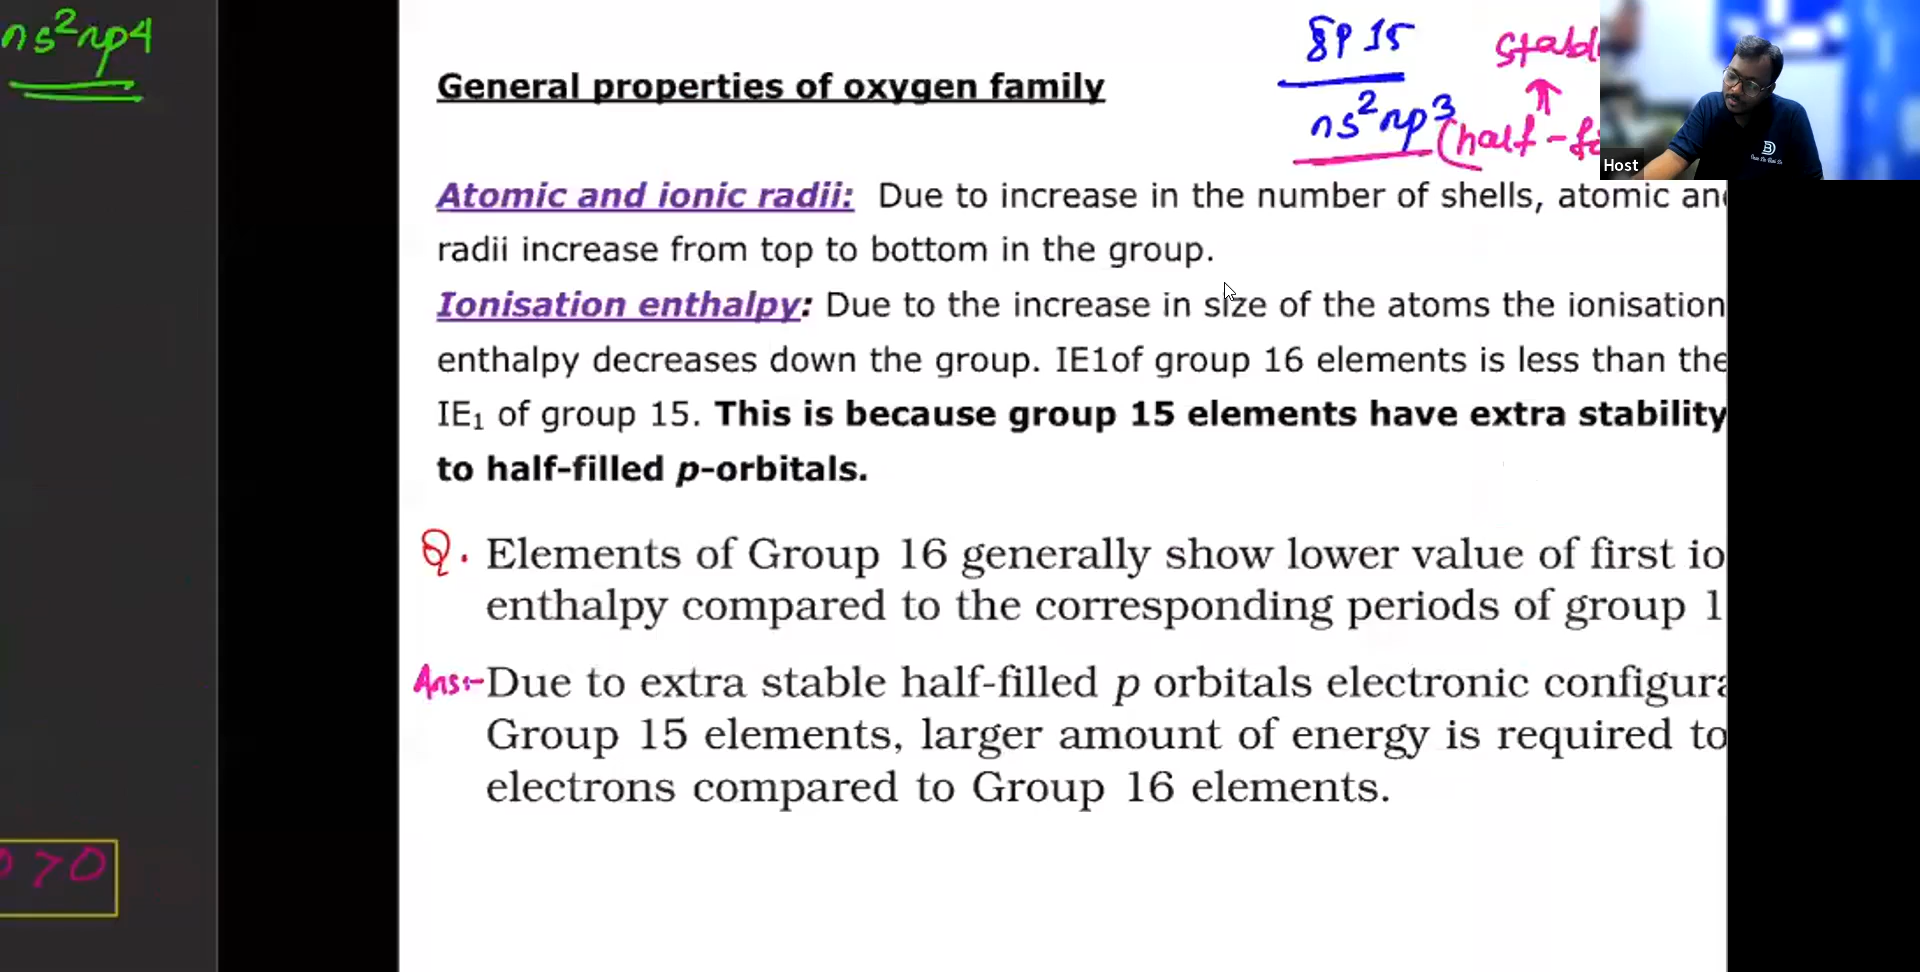 ns²np4
gp 15
stabl
General properties of oxygen family
ns²np³ (half-f
Host
Atomic and ionic radii: Due to increase in the number of shells, atomic an
radii increase from top to bottom in the group.
Ionisation enthalpy: Due to the increase in size of the atoms the ionisation
enthalpy decreases down the group. IE1of group 16 elements is less than the
IE₁ of group 15. This is because group 15 elements have extra stability
to half-filled p-orbitals.
Q. Elements of Group 16 generally show lower value of first io
enthalpy compared to the corresponding periods of group 1
Ans:- Due to extra stable half-filled p orbitals electronic configura
Group 15 elements, larger amount of energy is required to
electrons compared to Group 16 elements.
>0